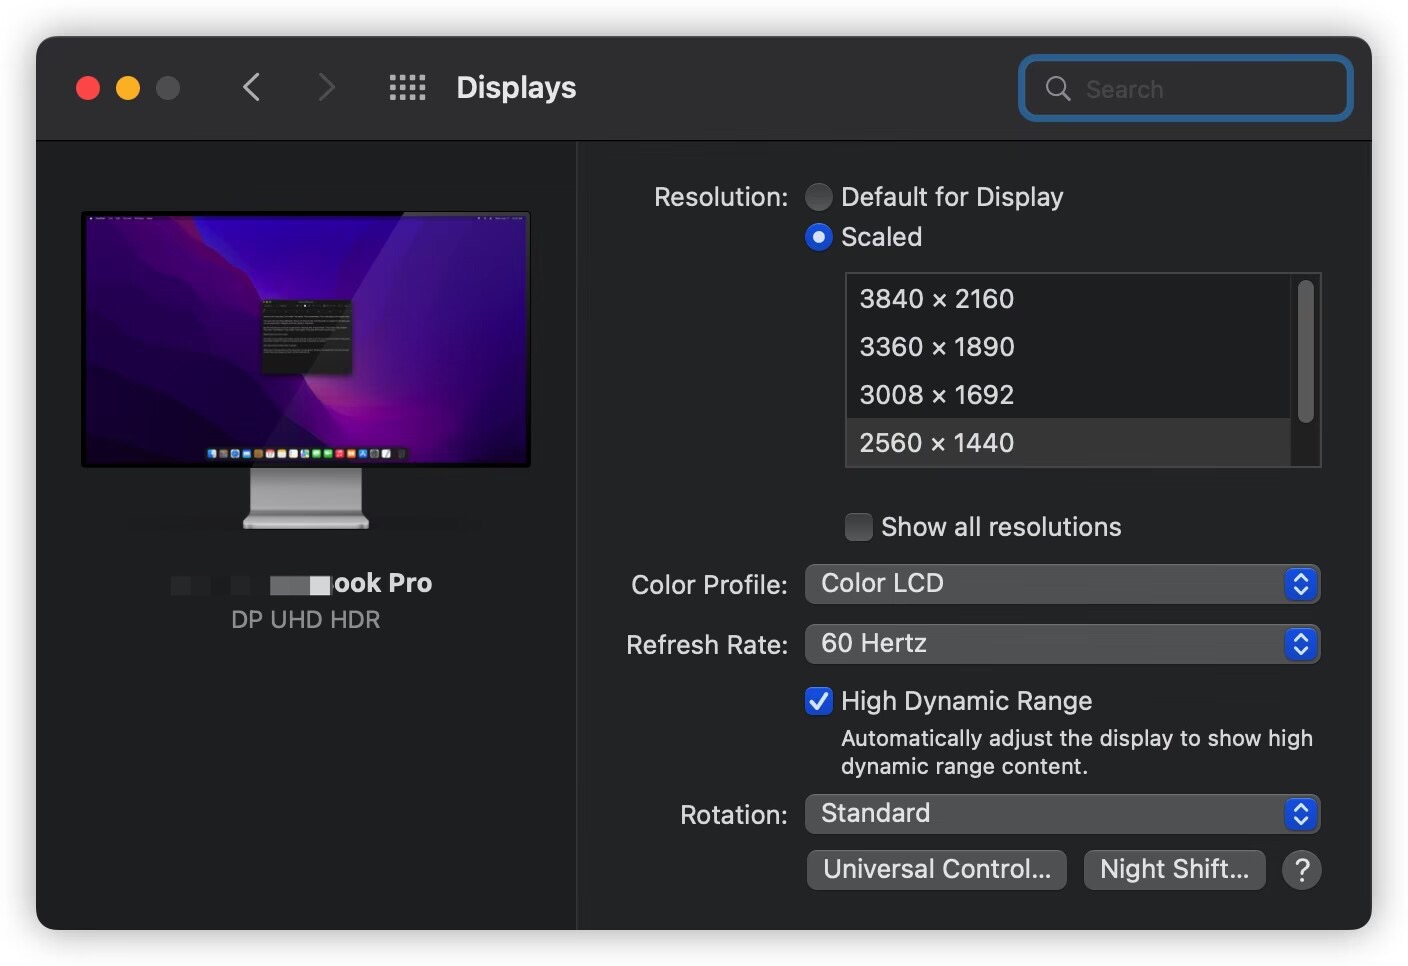 Displays
Search
Resolution:
Default for Display
Scaled
3840 × 2160
3360 × 1890
3008 × 1692
2560 × 1440
Show all resolutions
Color Profile: Color LCD
Refresh Rate: 60 Hertz
High Dynamic Range
Automatically adjust the display to show high
dynamic range content.
Rotation: Standard
Universal Control... Night Shift... ?
ook Pro
DP UHD HDR